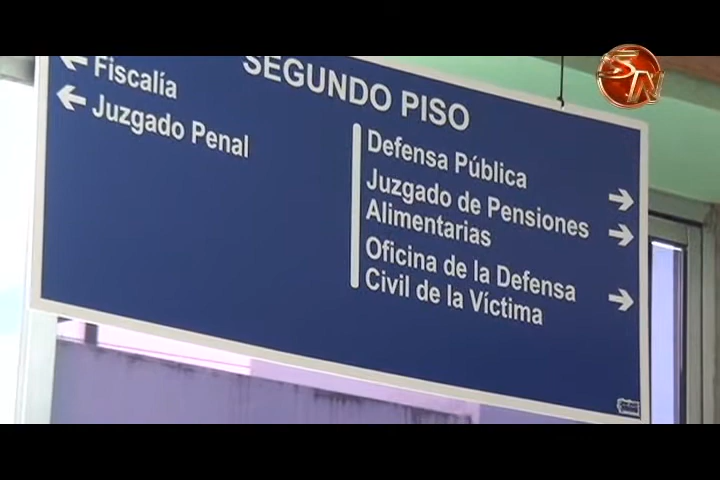 SN
SEGUNDO PISO
Fiscalía
Juzgado Penal
Defensa Pública
Juzgado de Pensiones
Alimentarias
Oficina de la Defensa
Civil de la Víctima